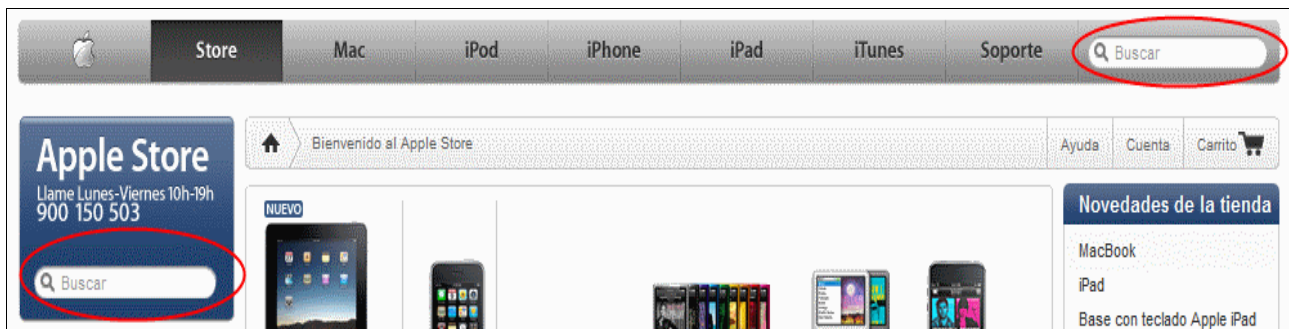 Store Mac iPod iPhone iPad iTunes Soporte Buscar
Apple Store
Llame Lunes-Viernes 10h-19h
900 150 503
Buscar
Bienvenido al Apple Store Ayuda Cuenta Carrito
NUEVO
Novedades de la tienda
MacBook
iPad
Base con teclado Apple iPad